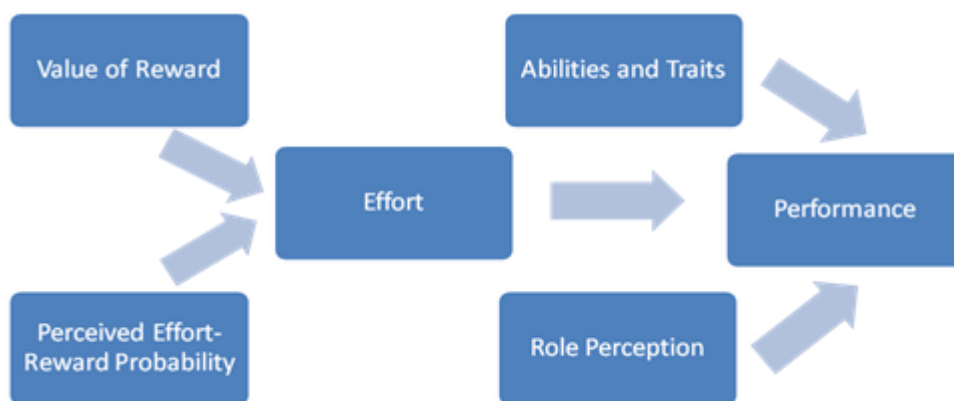 Value of Reward
Abilities and Traits
Effort
Performance
Perceived Effort-
Reward Probability
Role Perception